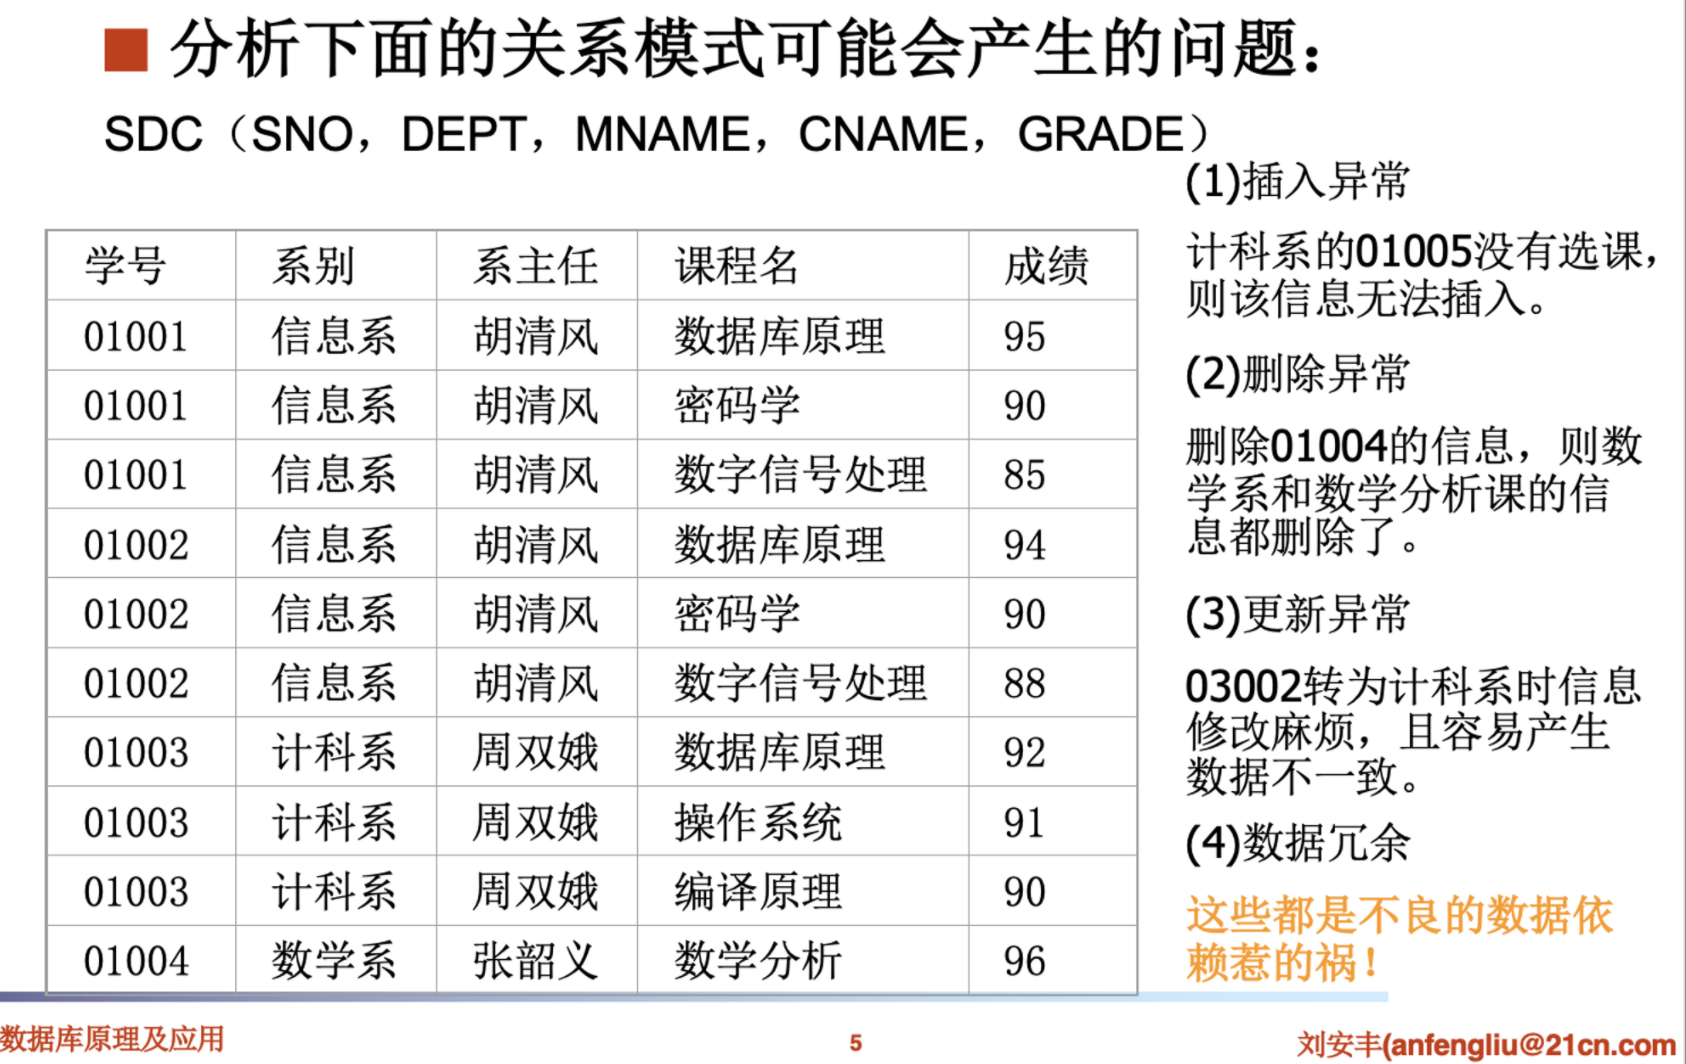 分析下面的关系模式可能会产生的问题：
SDC（SNO，DEPT，MNAME，CNAME，GRADE）
学号 系别 系主任 课程名 成绩
01001 信息系 胡清风 数据库原理 95
01001 信息系 胡清风 密码学 90
01001 信息系 胡清风 数字信号处理 85
01002 信息系 胡清风 数据库原理 94
01002 信息系 胡清风 密码学 90
01002 信息系 胡清风 数字信号处理 88
01003 计科系 周双娥 数据库原理 92
01003 计科系 周双娥 操作系统 91
01003 计科系 周双娥 编译原理 90
01004 数学系 张韶义 数学分析 96
(1)插入异常
计科系的01005没有选课，
则该信息无法插入。
(2)删除异常
删除01004的信息，则数
学系和数学分析课的信
息都删除了。
(3)更新异常
03002转为计科系时信息
修改麻烦，且容易产生
数据不一致。
(4)数据冗余
这些都是不良的数据依
赖惹的祸！
数据库原理及应用
5
刘安丰(anfengliu@21cn.com